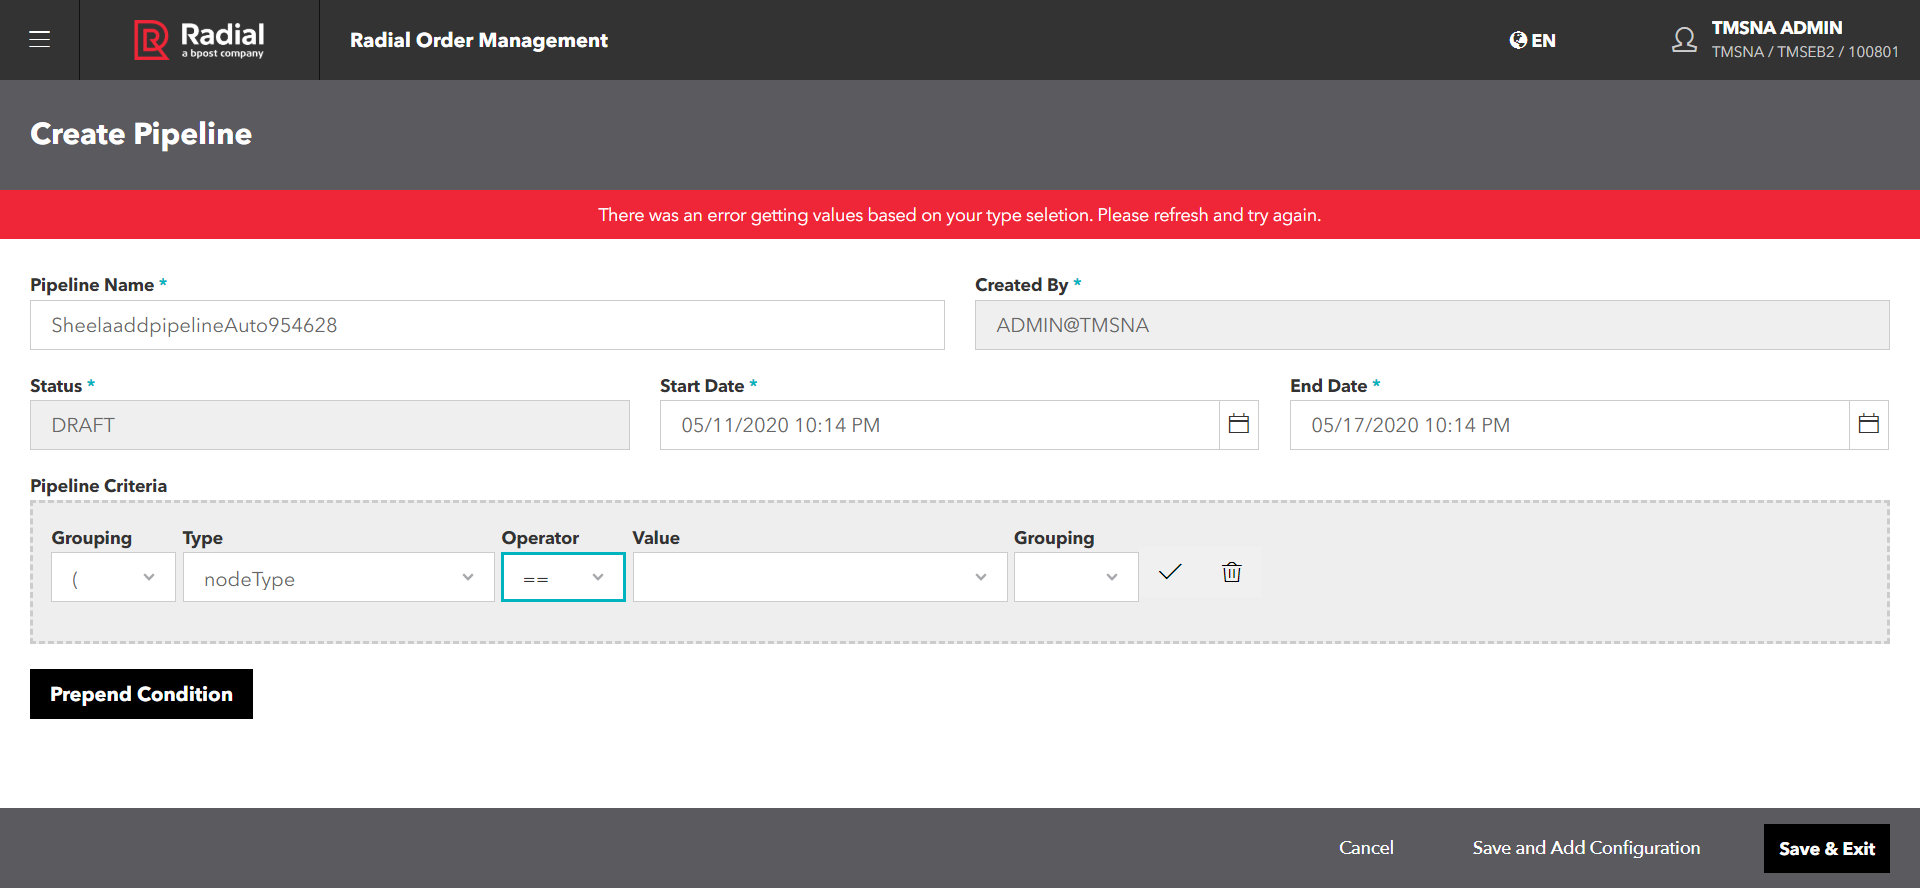 Radial
a bpost company
Radial Order Management
EN
TMSNA ADMIN
TMSNA / TMSEB2 / 100801
Create Pipeline
There was an error getting values based on your type seletion. Please refresh and try again.
Pipeline Name *
Created By *
SheelaaddpipelineAuto954628
ADMIN@TMSNA
Status *
Start Date *
End Date *
DRAFT
05/11/2020 10:14 PM
05/17/2020 10:14 PM
Pipeline Criteria
Grouping
Type
Operator
Value
Grouping
(
nodeType
==
Prepend Condition
Cancel
Save and Add Configuration
Save & Exit